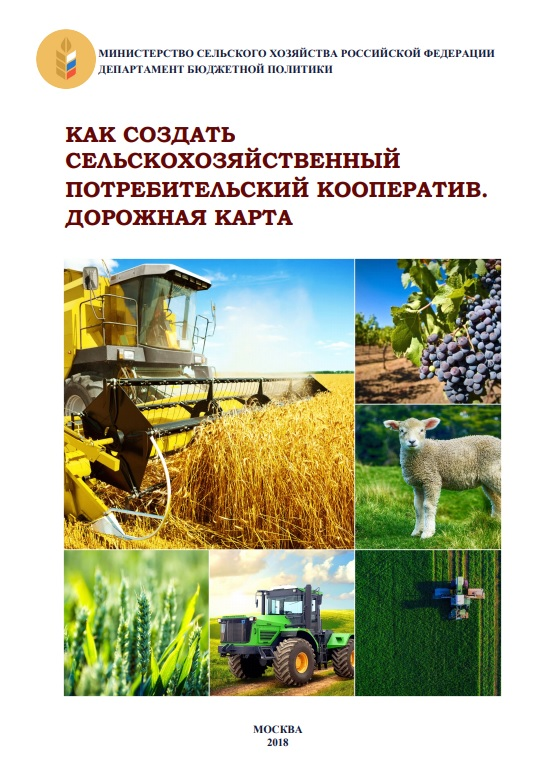 МИНИСТЕРСТВО СЕЛЬСКОГО ХОЗЯЙСТВА РОССИЙСКОЙ ФЕДЕРАЦИИ
ДЕПАРТАМЕНТ БЮДЖЕТНОЙ ПОЛИТИКИ
КАК СОЗДАТЬ
СЕЛЬСКОХОЗЯЙСТВЕННЫЙ
ПОТРЕБИТЕЛЬСКИЙ КООПЕРАТИВ.
ДОРОЖНАЯ КАРТА
МОСКВА
2018